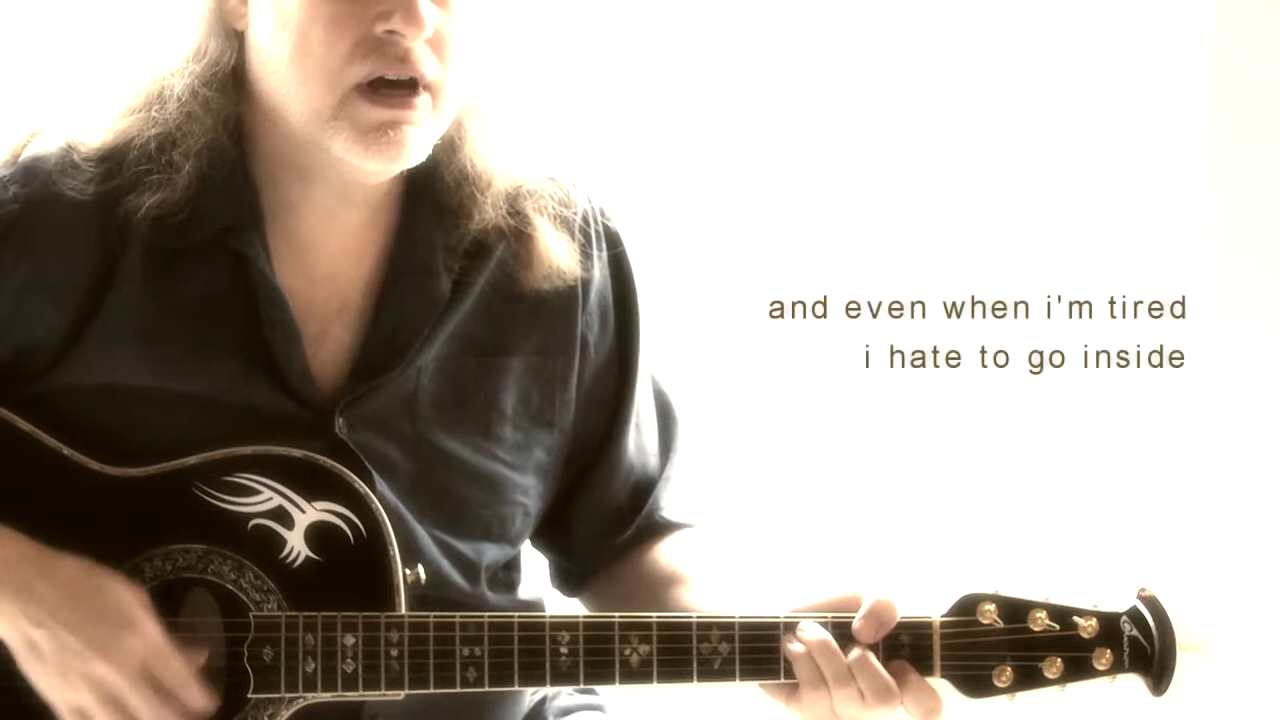 and even when i'm tired
i hate to go inside